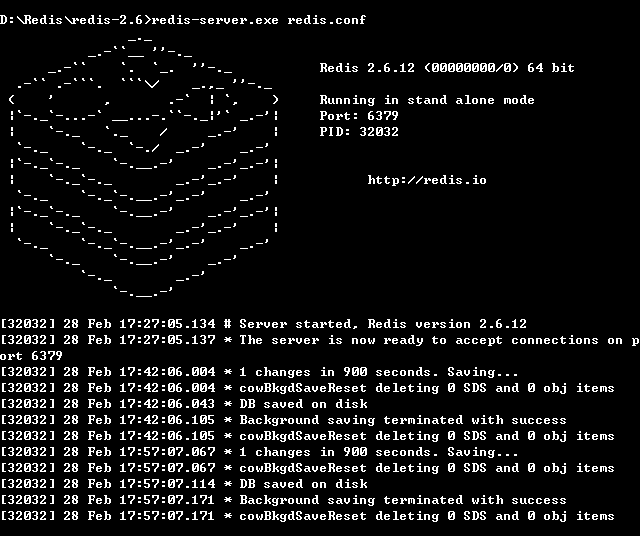 D:\Redis\redis-2.6>redis-server.exe redis.conf
Redis 2.6.12 (00000000/0) 64 bit
Running in stand alone mode
Port: 6379
PID: 32032
http://redis.io
[32032] 28 Feb 17:27:05.134 # Server started, Redis version 2.6.12
[32032] 28 Feb 17:27:05.137 * The server is now ready to accept connections on p
ort 6379
[32032] 28 Feb 17:42:06.004 * 1 changes in 900 seconds. Saving...
[32032] 28 Feb 17:42:06.004 * cowBkgdSaveReset deleting 0 SDS and 0 obj items
[32032] 28 Feb 17:42:06.043 * DB saved on disk
[32032] 28 Feb 17:42:06.105 * Background saving terminated with success
[32032] 28 Feb 17:42:06.105 * cowBkgdSaveReset deleting 0 SDS and 0 obj items
[32032] 28 Feb 17:57:07.067 * 1 changes in 900 seconds. Saving...
[32032] 28 Feb 17:57:07.067 * cowBkgdSaveReset deleting 0 SDS and 0 obj items
[32032] 28 Feb 17:57:07.114 * DB saved on disk
[32032] 28 Feb 17:57:07.171 * Background saving terminated with success
[32032] 28 Feb 17:57:07.171 * cowBkgdSaveReset deleting 0 SDS and 0 obj items